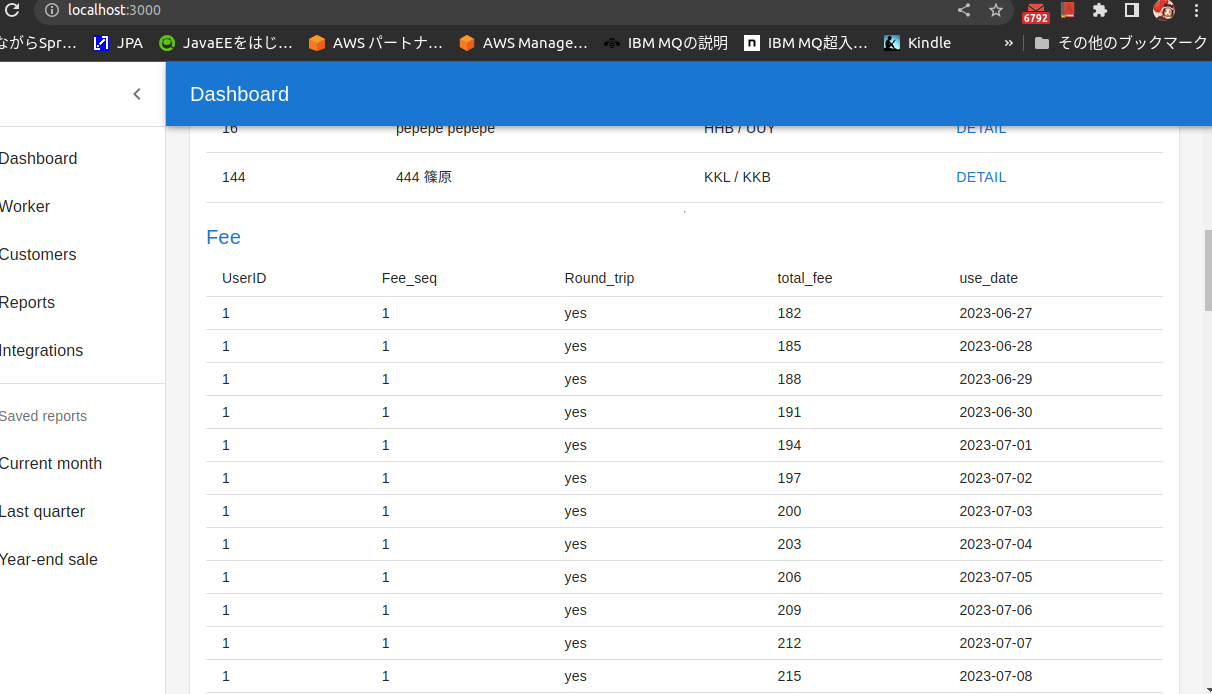 localhost:3000
6792
ながらSpr… JPA JavaEEをはじ… AWS パートナ… AWS Manage… IBM MQの説明 n IBM MQ超入… Kindle » その他のブックマーク
Dashboard
16 pepepe pepepe HHB / UUY DETAIL
144 444 篠原 KKL / KKB DETAIL
Dashboard
Worker
Customers
Reports
Integrations
Saved reports
Current month
Last quarter
Year-end sale
Fee
UserID Fee_seq Round_trip total_fee use_date
1 1 yes 182 2023-06-27
1 1 yes 185 2023-06-28
1 1 yes 188 2023-06-29
1 1 yes 191 2023-06-30
1 1 yes 194 2023-07-01
1 1 yes 197 2023-07-02
1 1 yes 200 2023-07-03
1 1 yes 203 2023-07-04
1 1 yes 206 2023-07-05
1 1 yes 209 2023-07-06
1 1 yes 212 2023-07-07
1 1 yes 215 2023-07-08